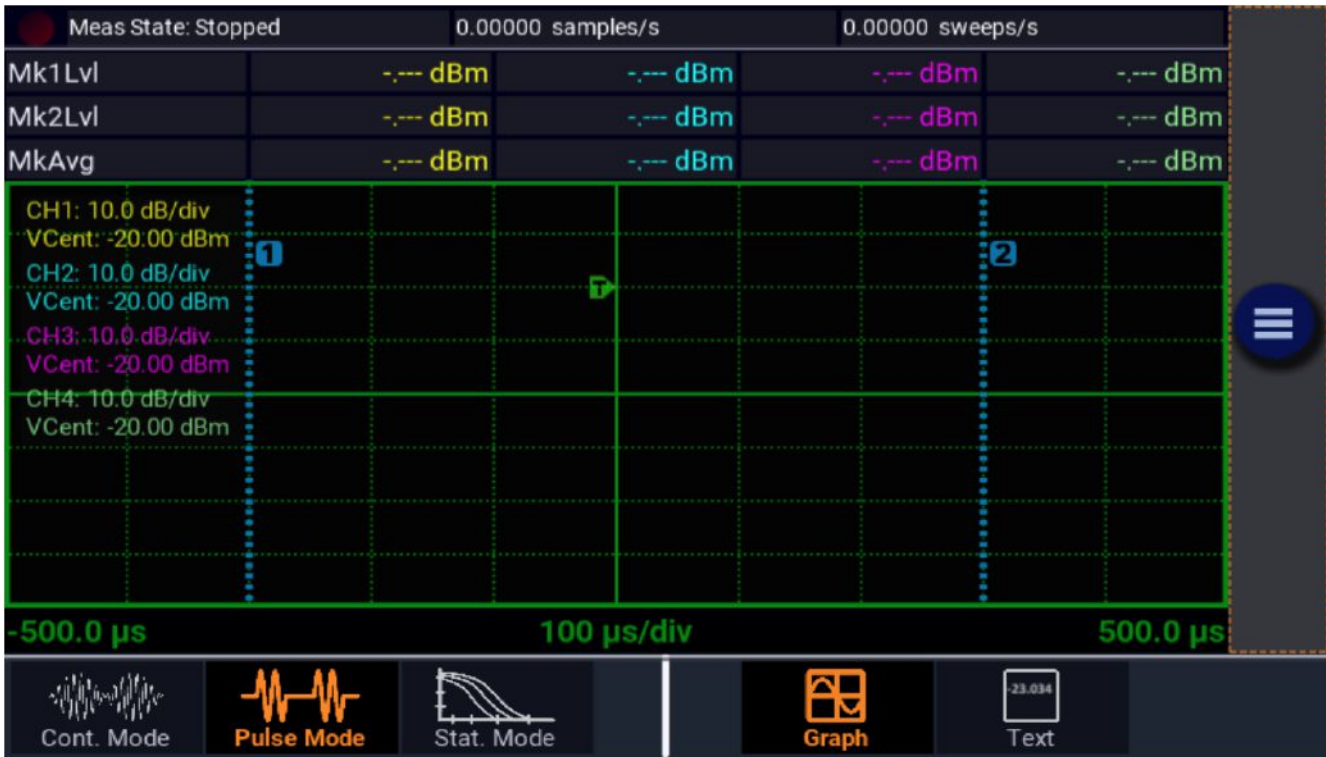 Meas State: Stopped 0.00000 samples/s 0.00000 sweeps/s
Mk1Lvl -.--- dBm -.--- dBm -.--- dBm -.--- dBm
Mk2Lvl -.--- dBm -.--- dBm -.--- dBm -.--- dBm
MkAvg -.--- dBm -.--- dBm -.--- dBm -.--- dBm
CH1: 10.0 dB/div
VCent: -20.00 dBm
1
2
CH2: 10.0 dB/div
T
VCent: -20.00 dBm
CH3: 10.0 dB/div
VCent: -20.00 dBm
CH4: 10.0 dB/div
VCent: -20.00 dBm
-500.0 µs 100 µs/div 500.0 µs
-23.034
Cont. Mode Pulse Mode Stat. Mode Graph Text